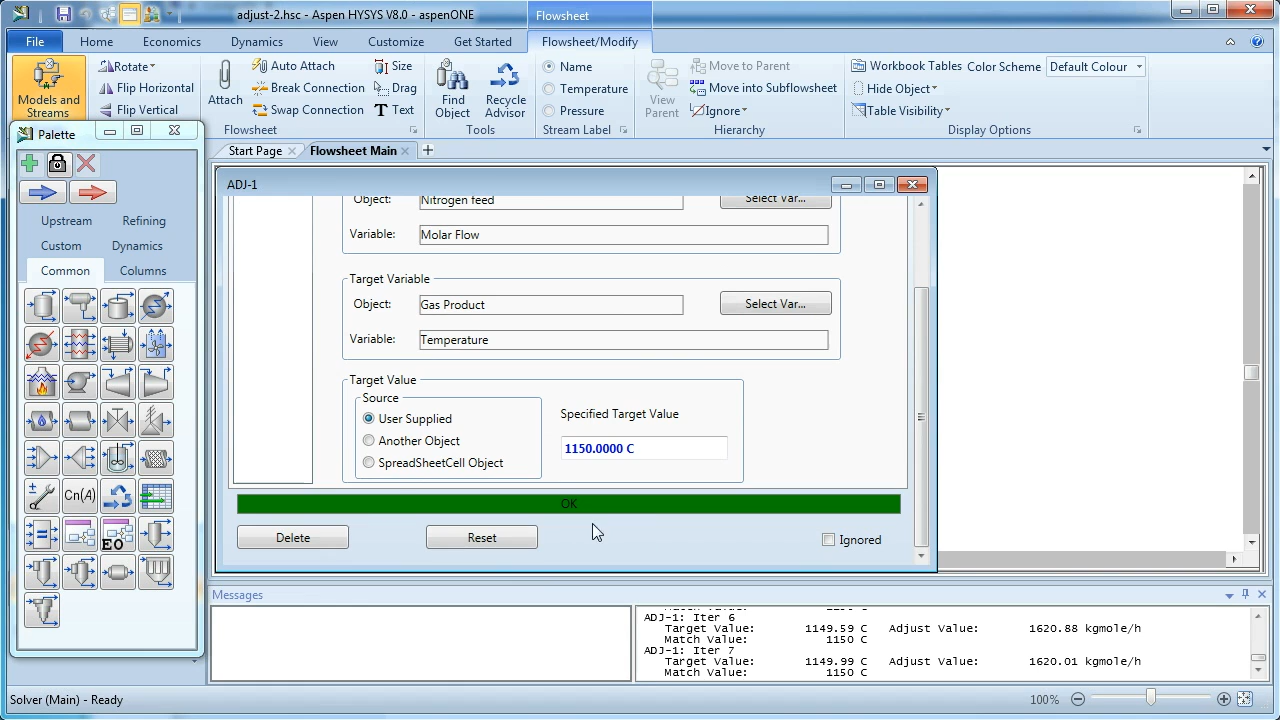 adjust-2.hsc - Aspen HYSYS V8.0 - aspenONE
Flowsheet
File
Home
Economics
Dynamics
View
Customize
Get Started
Flowsheet/Modify
Models and
Streams
Rotate
Flip Horizontal
Flip Vertical
Attach
Auto Attach
Break Connection
Swap Connection
Size
Drag
Text
Flowsheet
Find
Object
Recycle
Advisor
Tools
Name
Temperature
Pressure
Stream Label
View
Parent
Move to Parent
Move into Subflowsheet
Ignore
Hierarchy
Workbook Tables
Color Scheme
Default Colour
Hide Object
Table Visibility
Display Options
Palette
Upstream
Refining
Custom
Dynamics
Common
Columns
Cn(A)
EO
Start Page
Flowsheet Main
ADJ-1
Object:
Nitrogen feed
Select Var...
Variable:
Molar Flow
Target Variable
Object:
Gas Product
Select Var...
Variable:
Temperature
Target Value
Source
User Supplied
Another Object
SpreadSheetCell Object
Specified Target Value
1150.0000 C
OK
Delete
Reset
Ignored
Messages
ADJ-1: Iter 6
Target Value: 1149.59 C Adjust Value: 1620.88 kgmole/h
Match Value: 1150 C
ADJ-1: Iter 7
Target Value: 1149.99 C Adjust Value: 1620.01 kgmole/h
Match Value: 1150 C
Solver (Main) - Ready
100%